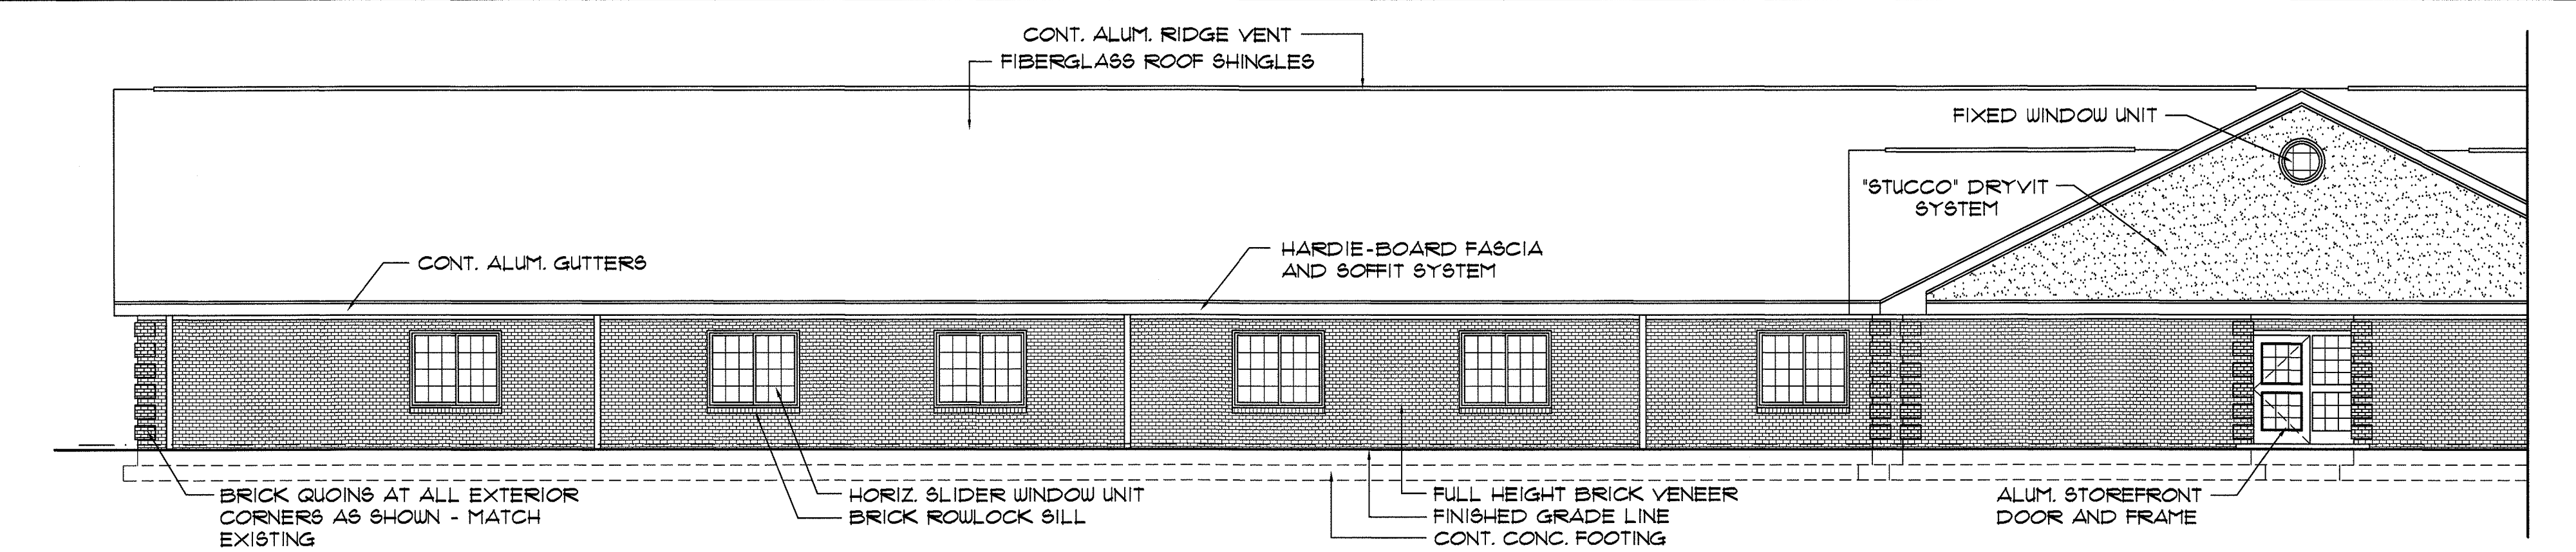 CONT. ALUM. RIDGE VENT
FIBERGLASS ROOF SHINGLES
FIXED WINDOW UNIT
"STUCCO" DRYVIT
SYSTEM
HARDIE-BOARD FASCIA
AND SOFFIT SYSTEM
CONT. ALUM. GUTTERS
BRICK QUOINS AT ALL EXTERIOR
CORNERS AS SHOWN - MATCH
EXISTING
HORIZ. SLIDER WINDOW UNIT
BRICK ROWLOCK SILL
FULL HEIGHT BRICK VENEER
FINISHED GRADE LINE
CONT. CONC. FOOTING
ALUM. STOREFRONT
DOOR AND FRAME